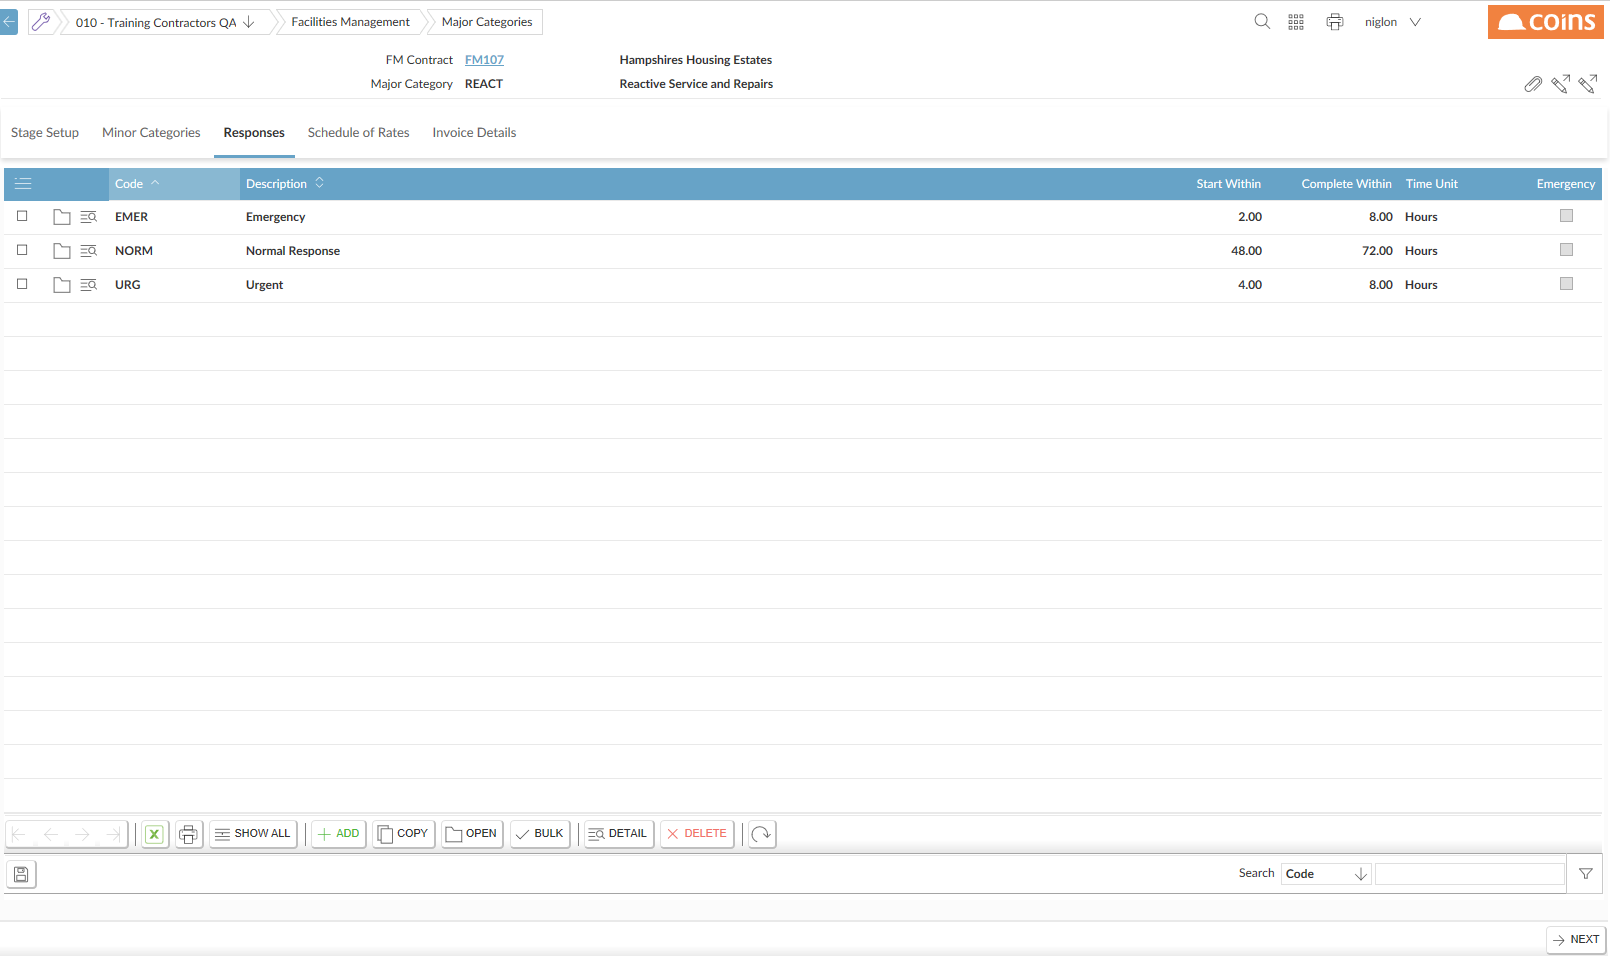 010 - Training Contractors QA Facilities Management Major Categories niglon coins
FM Contract FM107 Hampshires Housing Estates
Major Category REACT Reactive Service and Repairs
Stage Setup Minor Categories Responses Schedule of Rates Invoice Details
Code Description Start Within Complete Within Time Unit Emergency
EMER Emergency 2.00 8.00 Hours
NORM Normal Response 48.00 72.00 Hours
URG Urgent 4.00 8.00 Hours
SHOW ALL ADD COPY OPEN BULK DETAIL DELETE
Search Code
NEXT